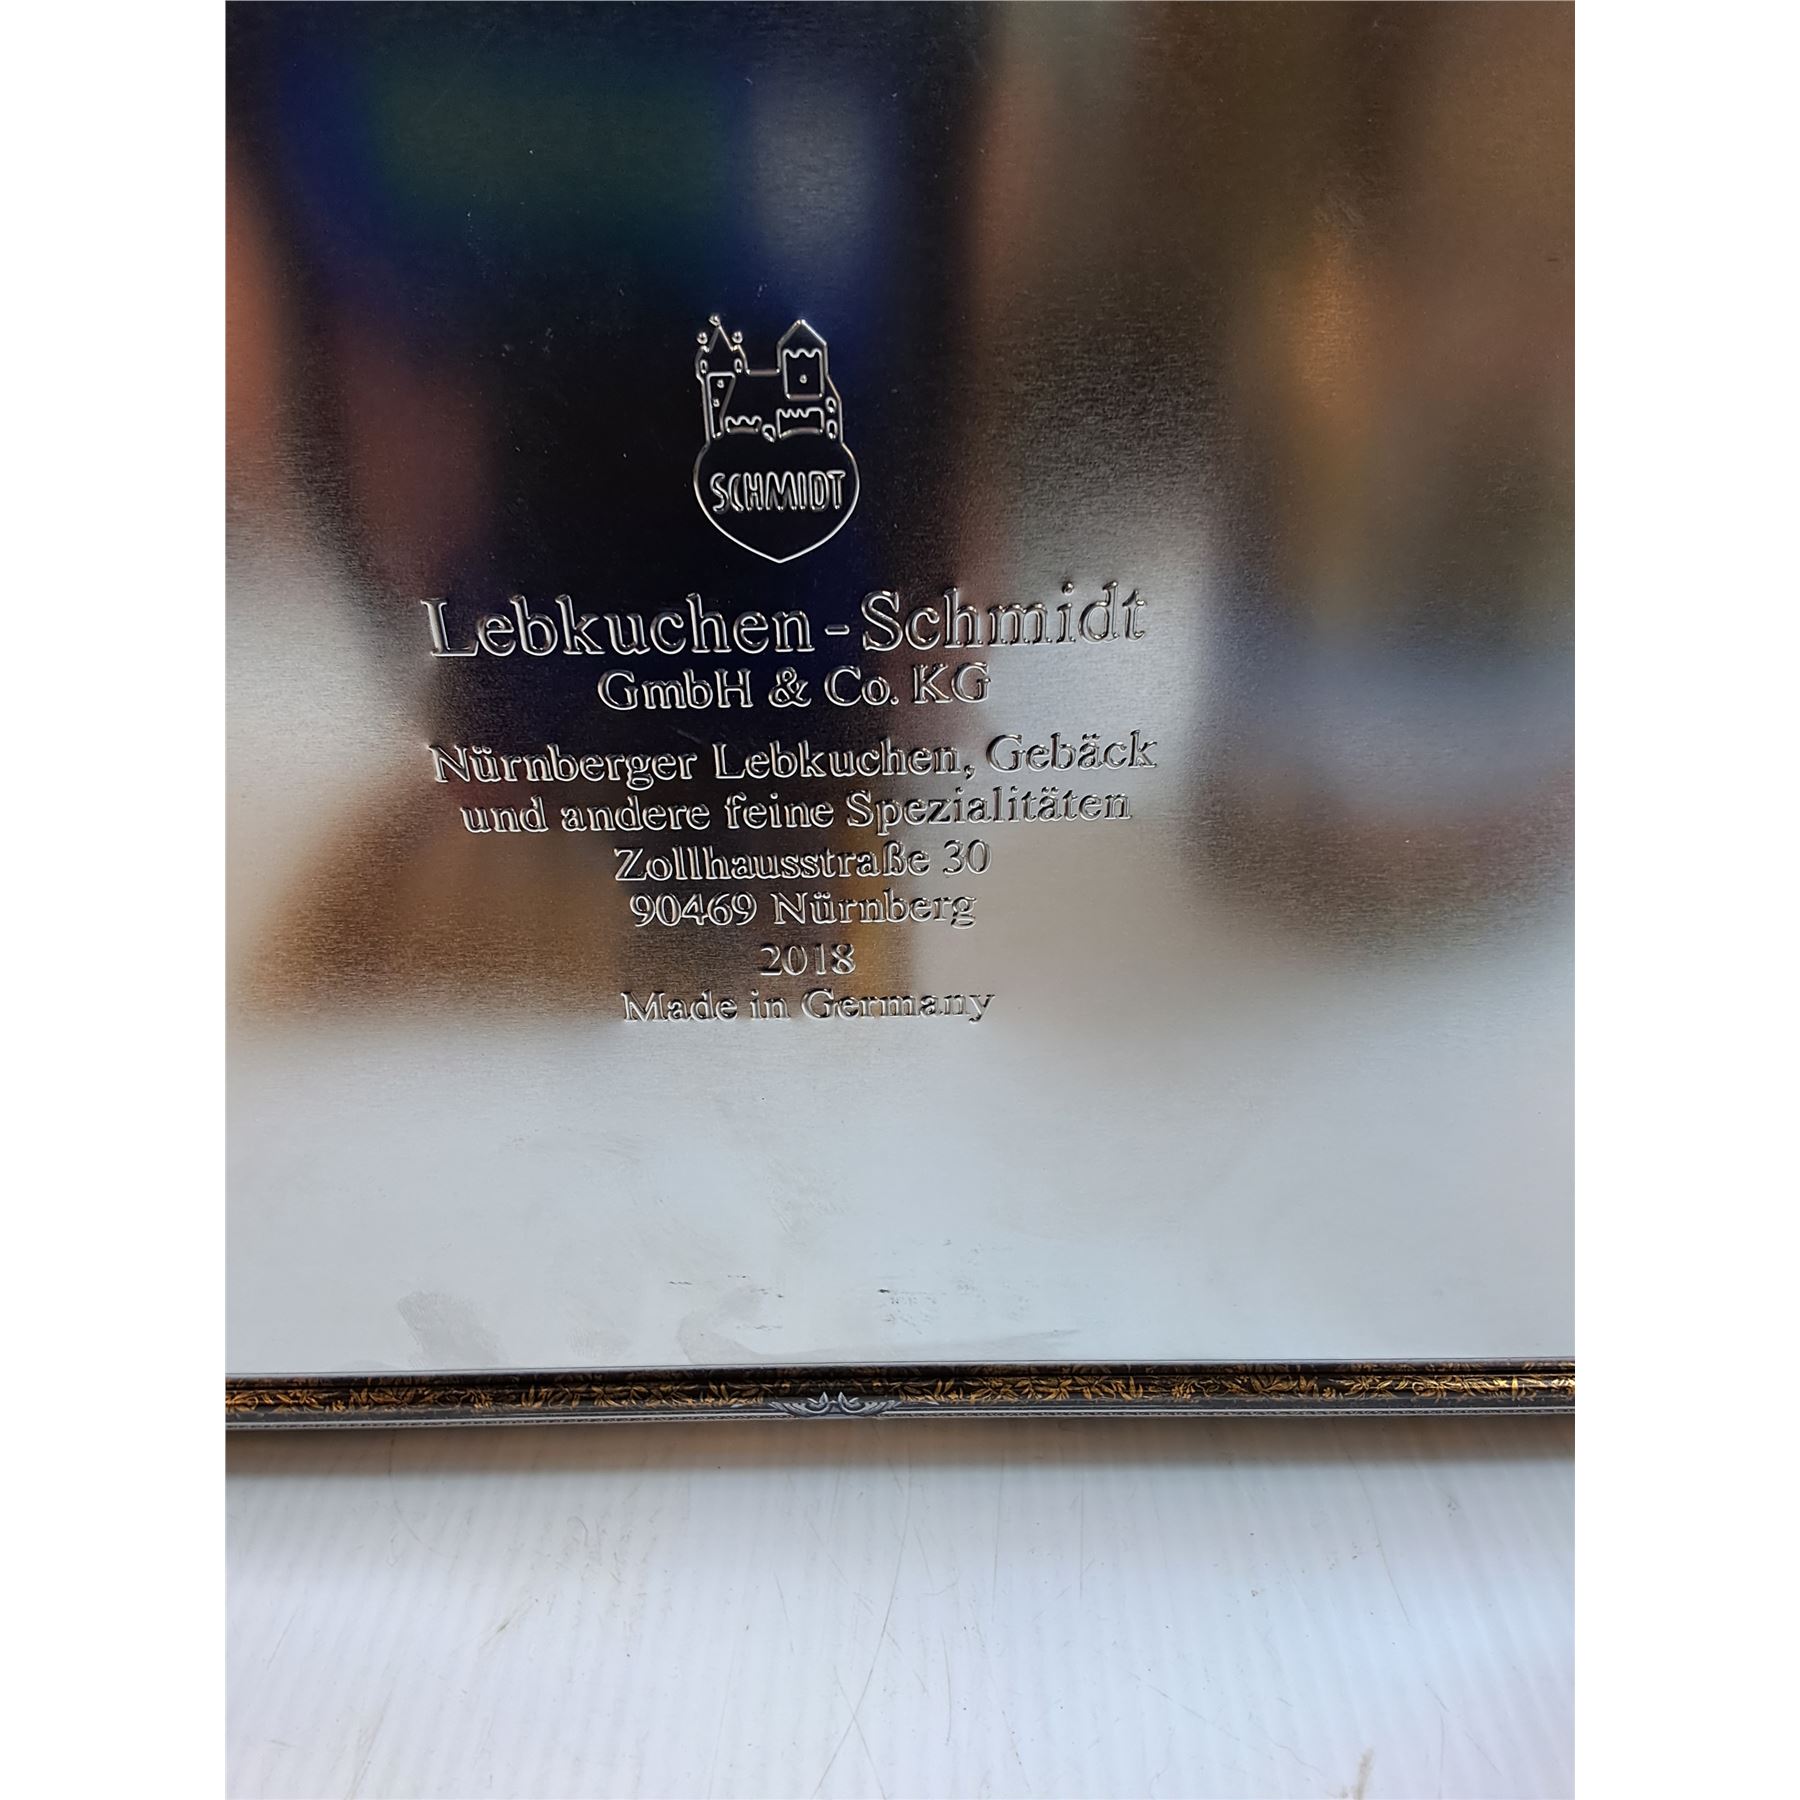 SCHMIDT
Lebkuchen - Schmidt
GmbH & Co. KG
Nürnberger Lebkuchen, Gebäck
und andere feine Spezialitäten
Zollhausstraße 30
90469 Nürnberg
2018
Made in Germany